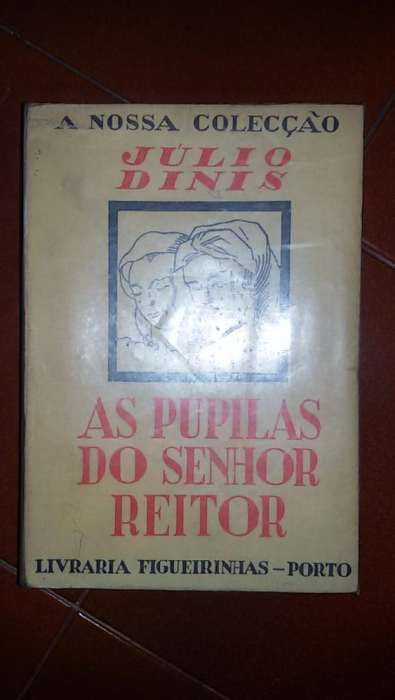 A NOSSA COLECÇÃO
JÚLIO
DINIS
AS PUPILAS
DO SENHOR
REITOR
LIVRARIA FIGUEIRINHAS – PORTO